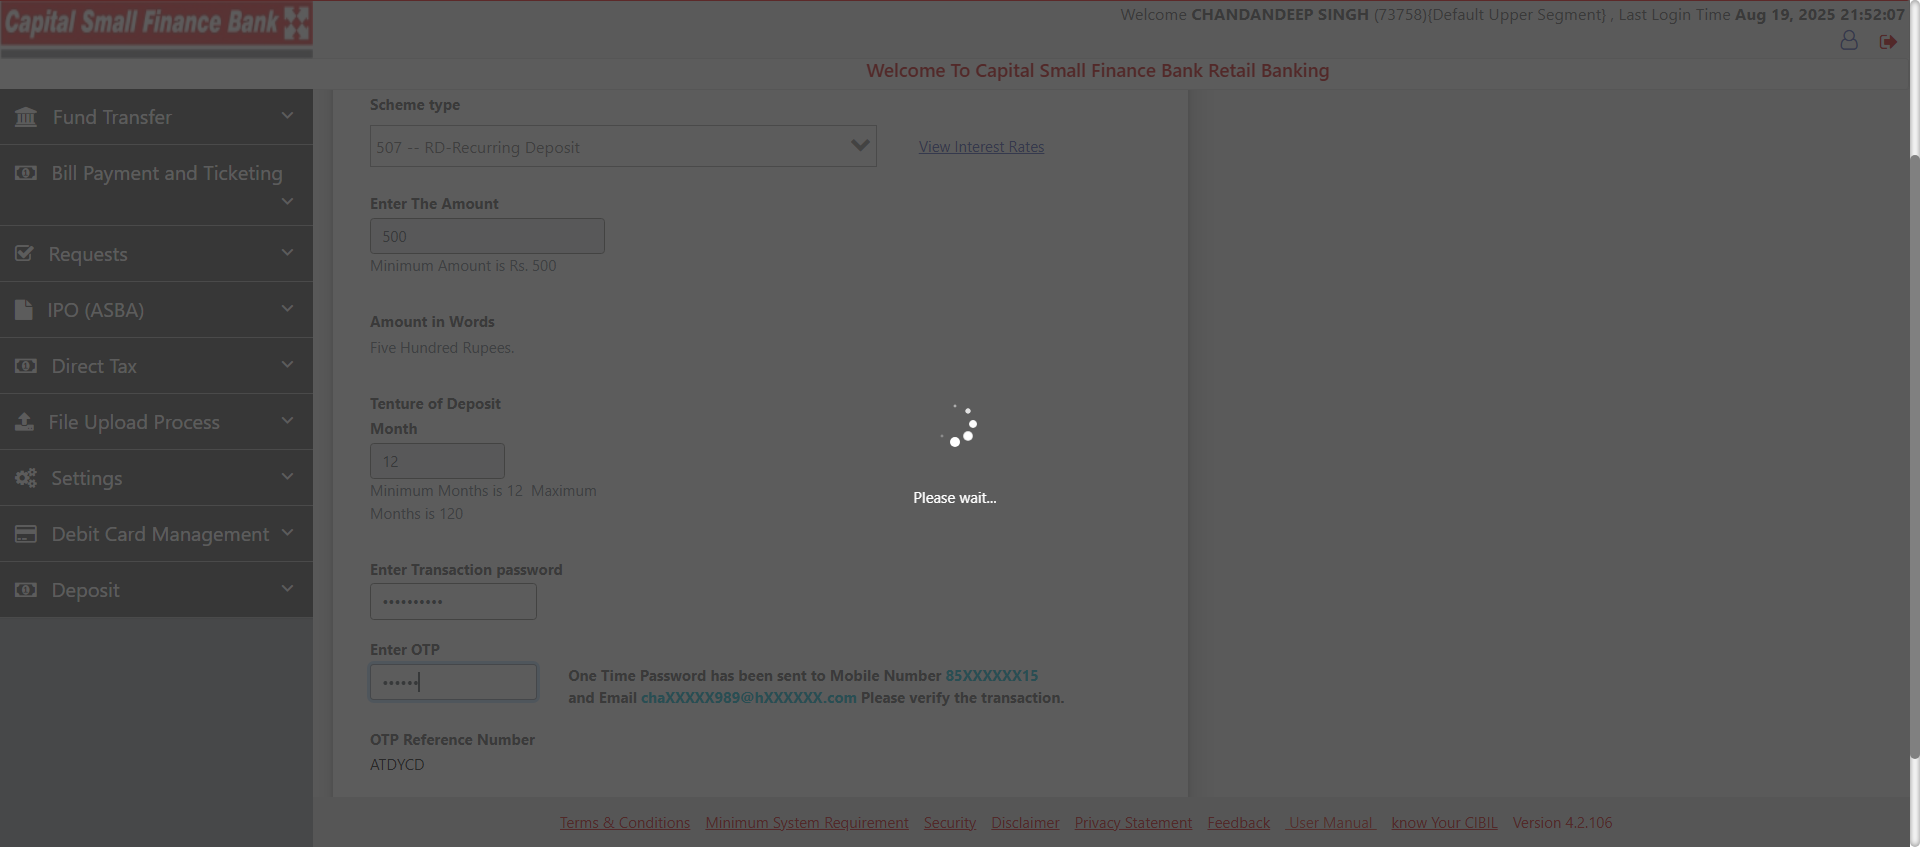 Capital Small Finance Bank
Welcome CHANDANDEEP SINGH (73758){Default Upper Segment} , Last Login Time Aug 19, 2025 21:52:07
Welcome To Capital Small Finance Bank Retail Banking
Fund Transfer
Bill Payment and Ticketing
Requests
IPO (ASBA)
Direct Tax
File Upload Process
Settings
Debit Card Management
Deposit
Scheme type
507 -- RD-Recurring Deposit
View Interest Rates
Enter The Amount
500
Minimum Amount is Rs. 500
Amount in Words
Five Hundred Rupees.
Tenture of Deposit
Month
12
Minimum Months is 12 Maximum
Months is 120
Please wait...
Enter Transaction password
••••••••••
Enter OTP
••••••
One Time Password has been sent to Mobile Number 85XXXXXX15
and Email chaXXXXX989@hXXXXXX.com Please verify the transaction.
OTP Reference Number
ATDYCD
Terms & Conditions Minimum System Requirement Security Disclaimer Privacy Statement Feedback User Manual know Your CIBIL Version 4.2.106